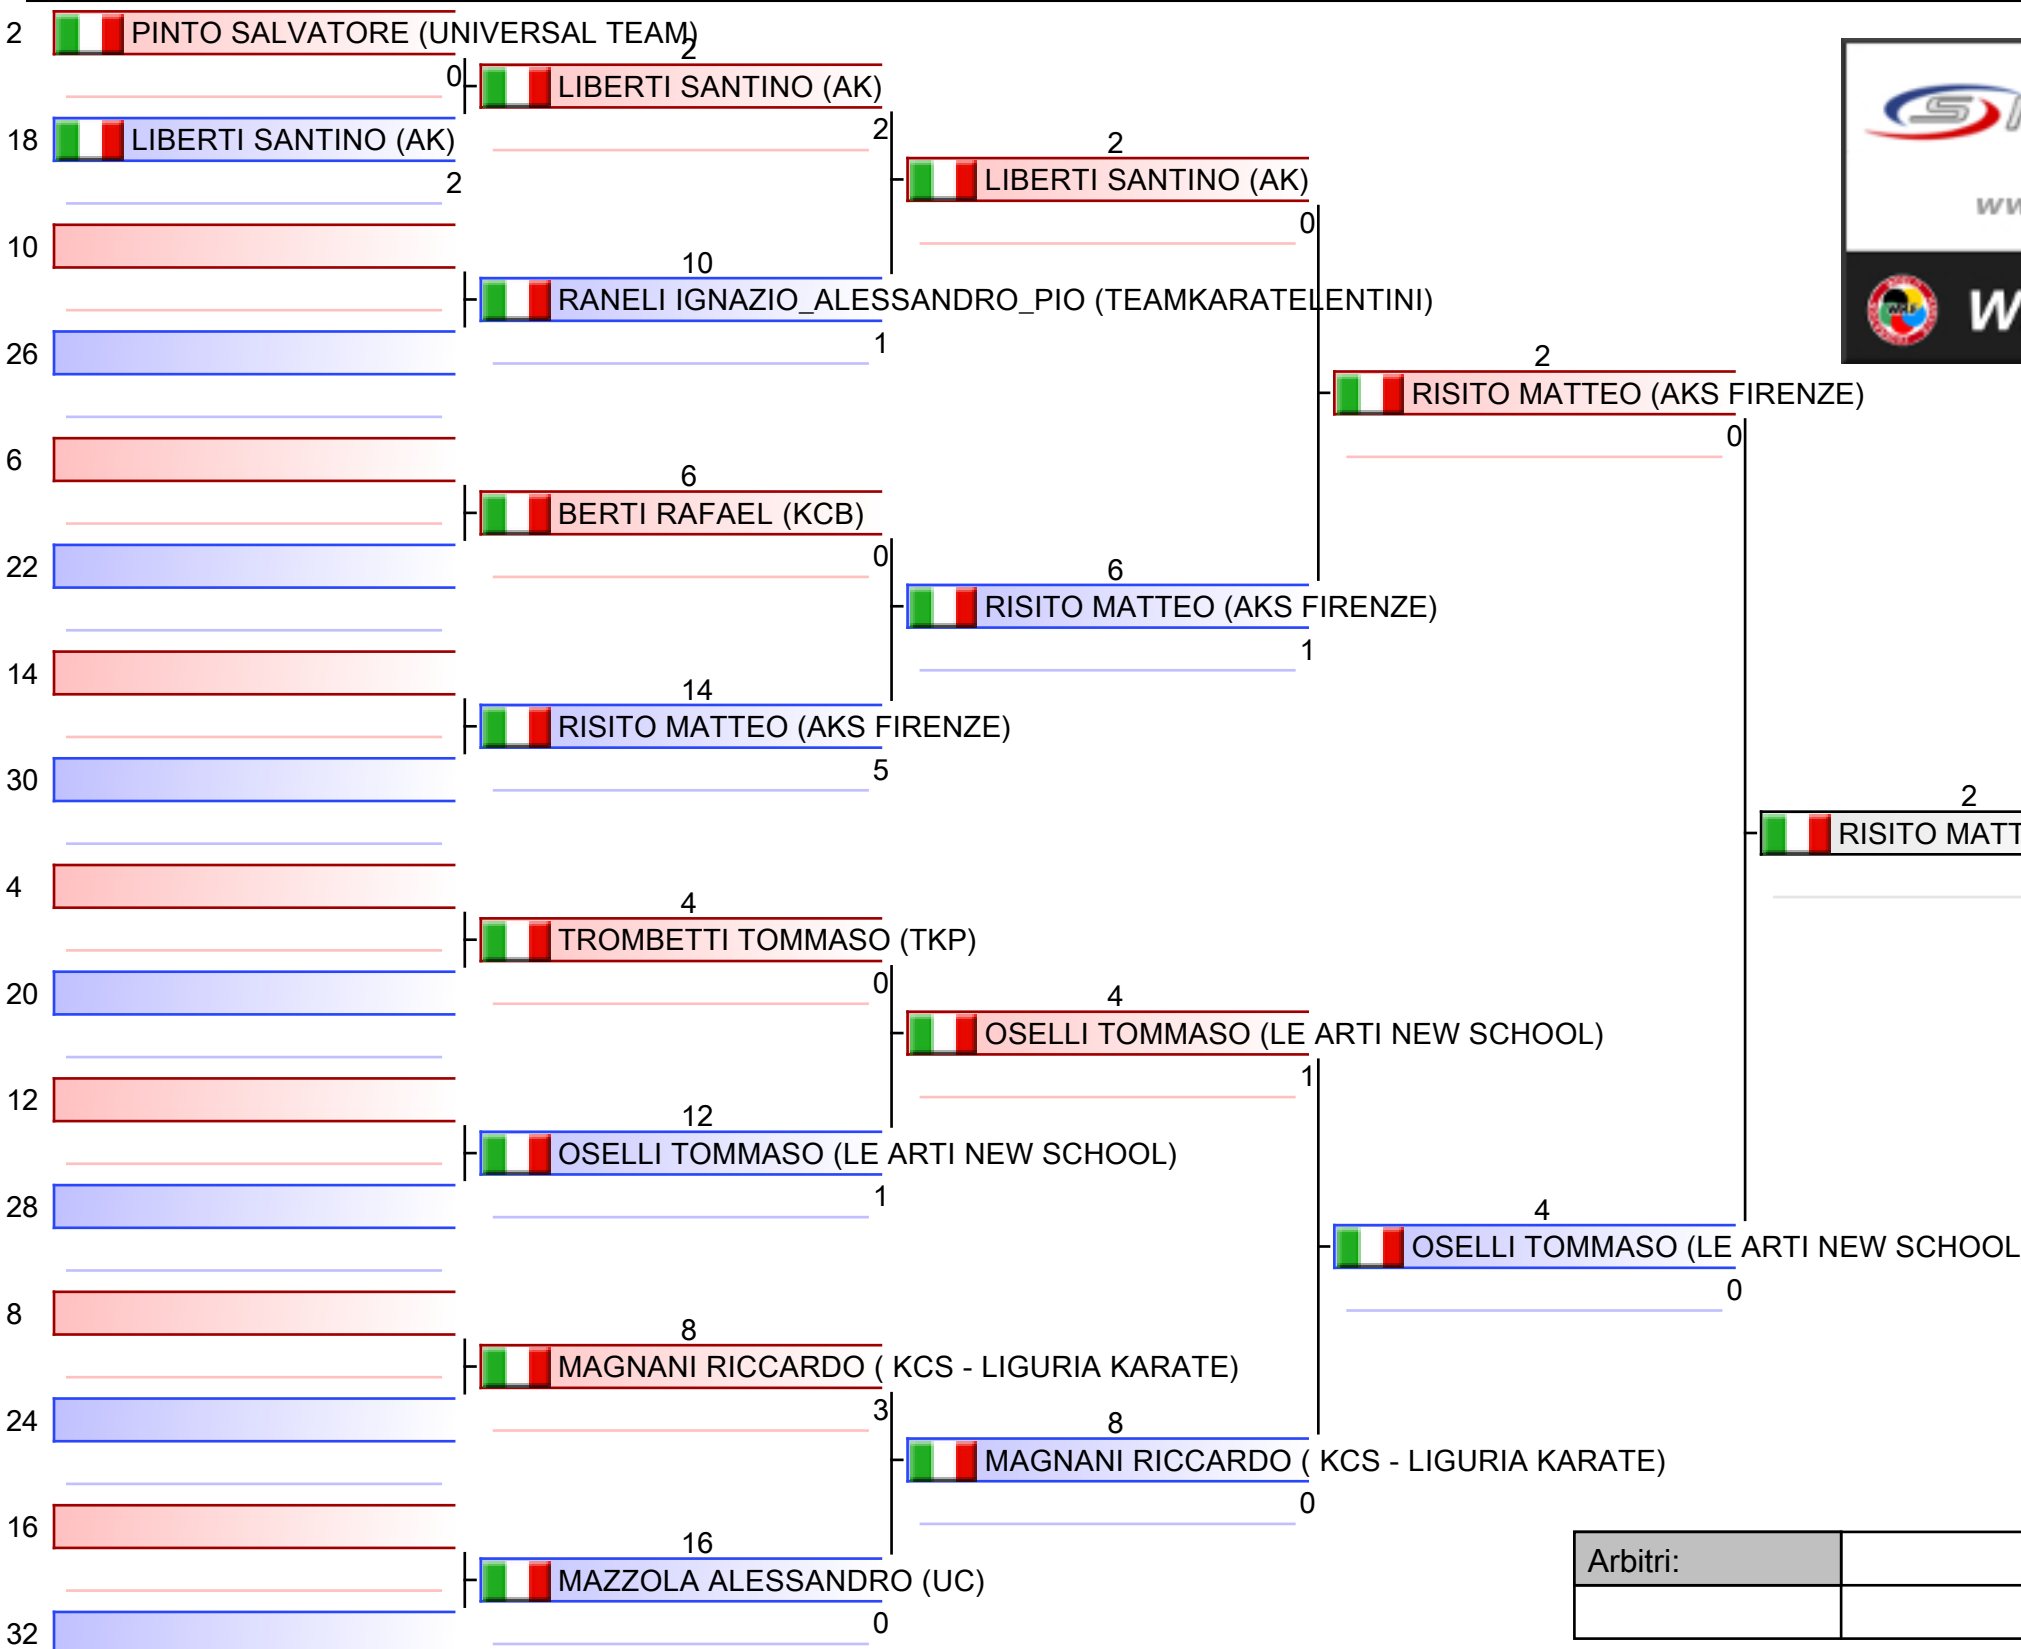 2 PINTO SALVATORE (UNIVERSAL TEAM)
0
18 LIBERTI SANTINO (AK)
2
10
26
6
22
14
30
4
20
12
28
8
24
16
32
2
LIBERTI SANTINO (AK)
2
10
RANELI IGNAZIO_ALESSANDRO_PIO (TEAMKARATELENTINI)
1
6
BERTI RAFAEL (KCB)
0
14
RISITO MATTEO (AKS FIRENZE)
5
4
TROMBETTI TOMMASO (TKP)
0
12
OSELLI TOMMASO (LE ARTI NEW SCHOOL)
1
8
MAGNANI RICCARDO ( KCS - LIGURIA KARATE)
3
16
MAZZOLA ALESSANDRO (UC)
0
2
LIBERTI SANTINO (AK)
0
6
RISITO MATTEO (AKS FIRENZE)
1
4
OSELLI TOMMASO (LE ARTI NEW SCHOOL)
1
8
MAGNANI RICCARDO ( KCS - LIGURIA KARATE)
0
2
RISITO MATTEO (AKS FIRENZE)
0
4
OSELLI TOMMASO (LE ARTI NEW SCHOOL
0
2
RISITO MATT
Arbitri: